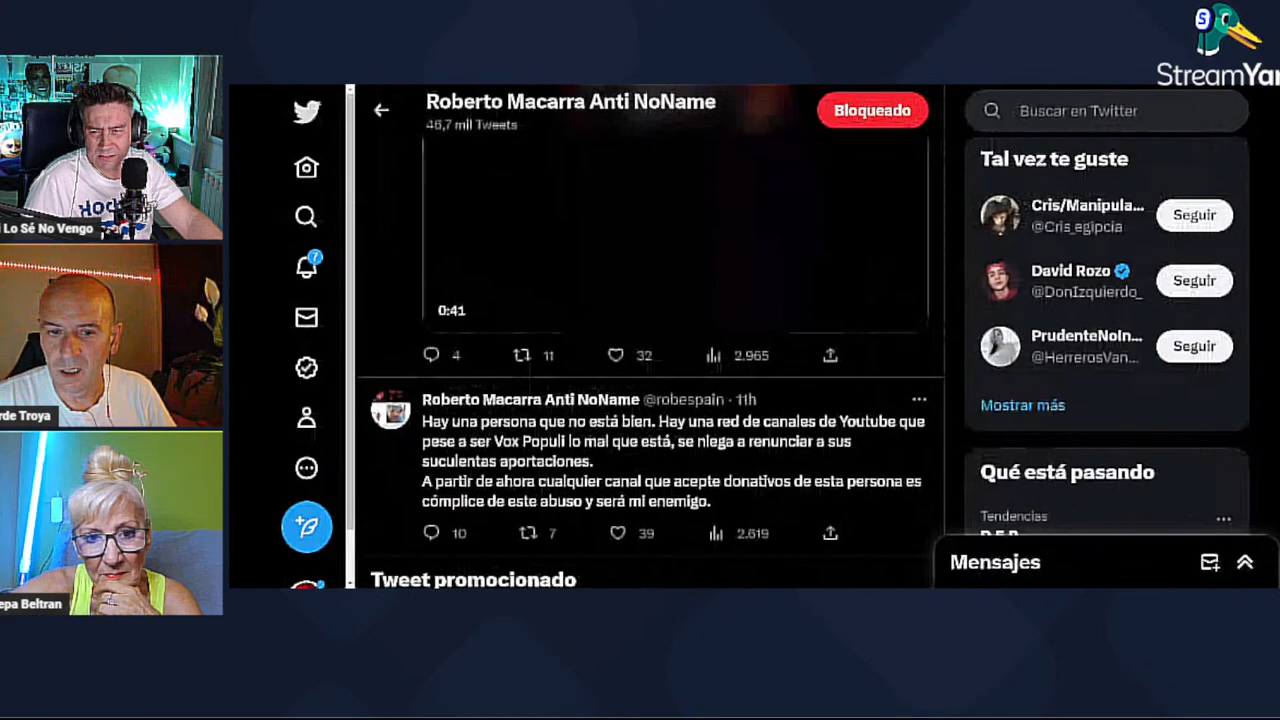 StreamYar
Roberto Macarra Anti NoName
46,7 mil Tweets
Bloqueado
Buscar en Twitter
Tal vez te guste
Cris/Manipula...
@Cris_egipcia
Seguir
David Rozo
@DonIzquierdo_
Seguir
PrudenteNoIn...
@HerrerosVan...
Seguir
Mostrar más
Lo Sé No Vengo
0:41
7
4 11 32 2.965
Roberto Macarra Anti NoName @robespain · 11h
Hay una persona que no está bien. Hay una red de canales de Youtube que
pese a ser Vox Populi lo mal que está, se niega a renunciar a sus
suculentas aportaciones.
A partir de ahora cualquier canal que acepte donativos de esta persona es
cómplice de este abuso y será mi enemigo.
10 7 39 2.619
rde Troya
Qué está pasando
Tendencias
Mensajes
Tweet promocionado
epa Beltran